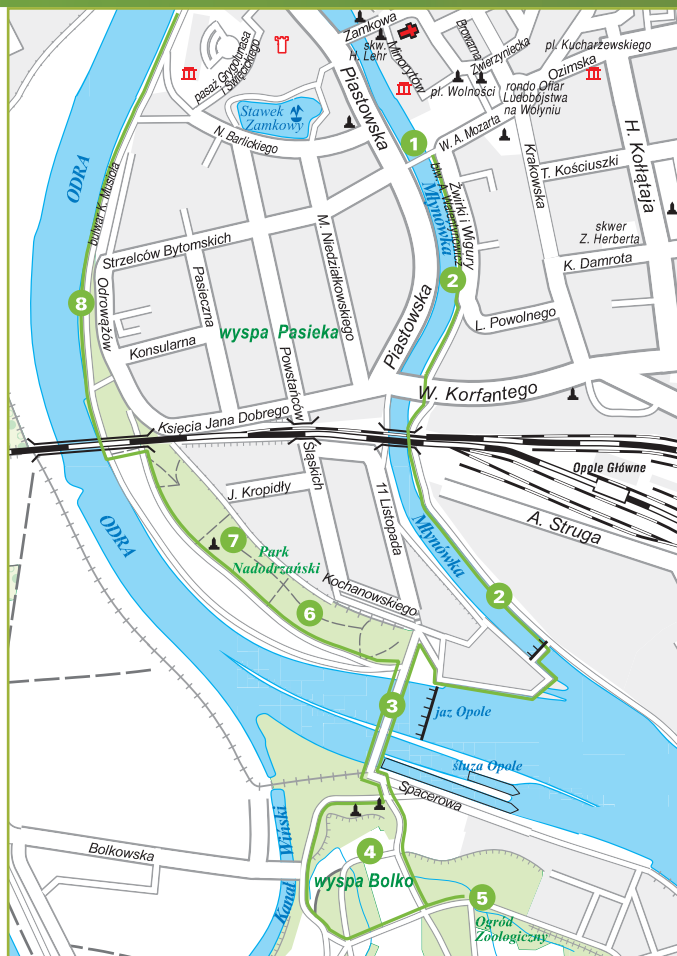 Zamkowa
skw.
H. Lehr
Minorytów
Browarna
Zwierzyniecka
pl. Kucharzewskiego
Ozimska
pasaż Grygolunasa
i Święcickiego
pl. Wolności
rondo Ofiar
Ludobójstwa
na Wołyniu
Stawek
Zamkowy
N. Barlickiego
Piastowska
1
W. A. Mozarta
Krakowska
H. Kołłątaja
T. Kościuszki
ODRA
bulwar K. Musioła
Młynówka
blw. A. Walentynowicz
Żwirki i Wigury
skwer
Z. Herberta
K. Damrota
Strzelców Bytomskich
M. Niedziałkowskiego
Pasieczna
2
8
Odrowążów
L. Powolnego
wyspa Pasieka
Konsularna
Piastowska
Powstańców
W. Korfantego
Księcia Jana Dobrego
Śląskich
Opole Główne
J. Kropidły
11 Listopada
A. Struga
ODRA
Młynówka
7
Park
Nadodrzański
Kochanowskiego
2
6
3
jaz Opole
śluza Opole
Spacerowa
Kanał Wiński
Bolkowska
4
wyspa Bolko
5
Ogród
Zoologiczny